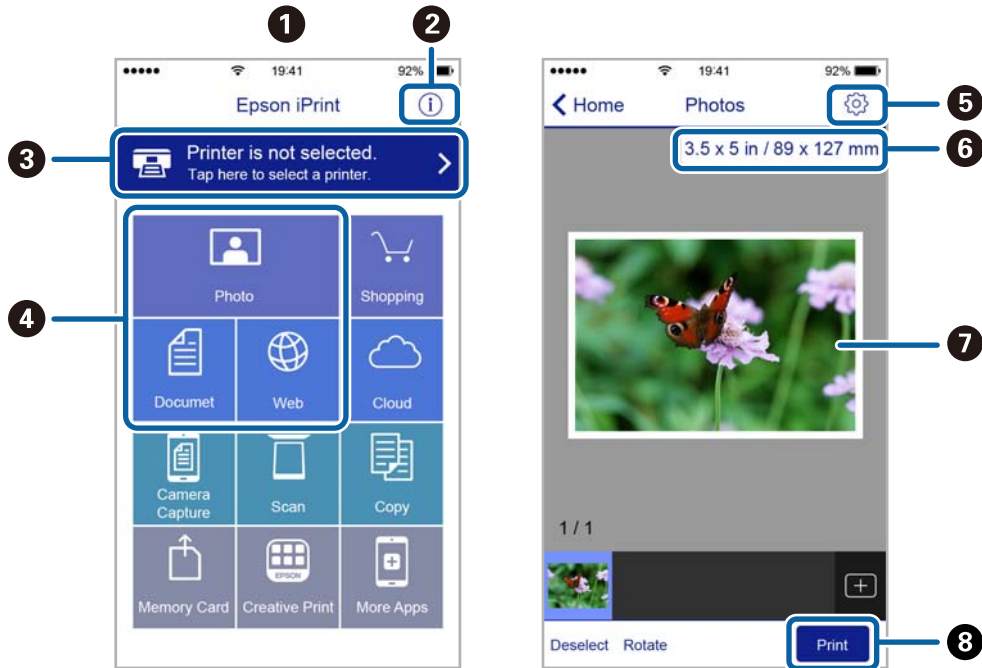 1
2
19:41
92%
Epson iPrint
3
Printer is not selected.
Tap here to select a printer.
4
Photo
Shopping
Documet
Web
Cloud
Camera
Capture
Scan
Copy
EPSON
Memory Card
Creative Print
More Apps
19:41
92%
Home
Photos
5
3.5 x 5 in / 89 x 127 mm
6
7
1 / 1
Deselect
Rotate
Print
8